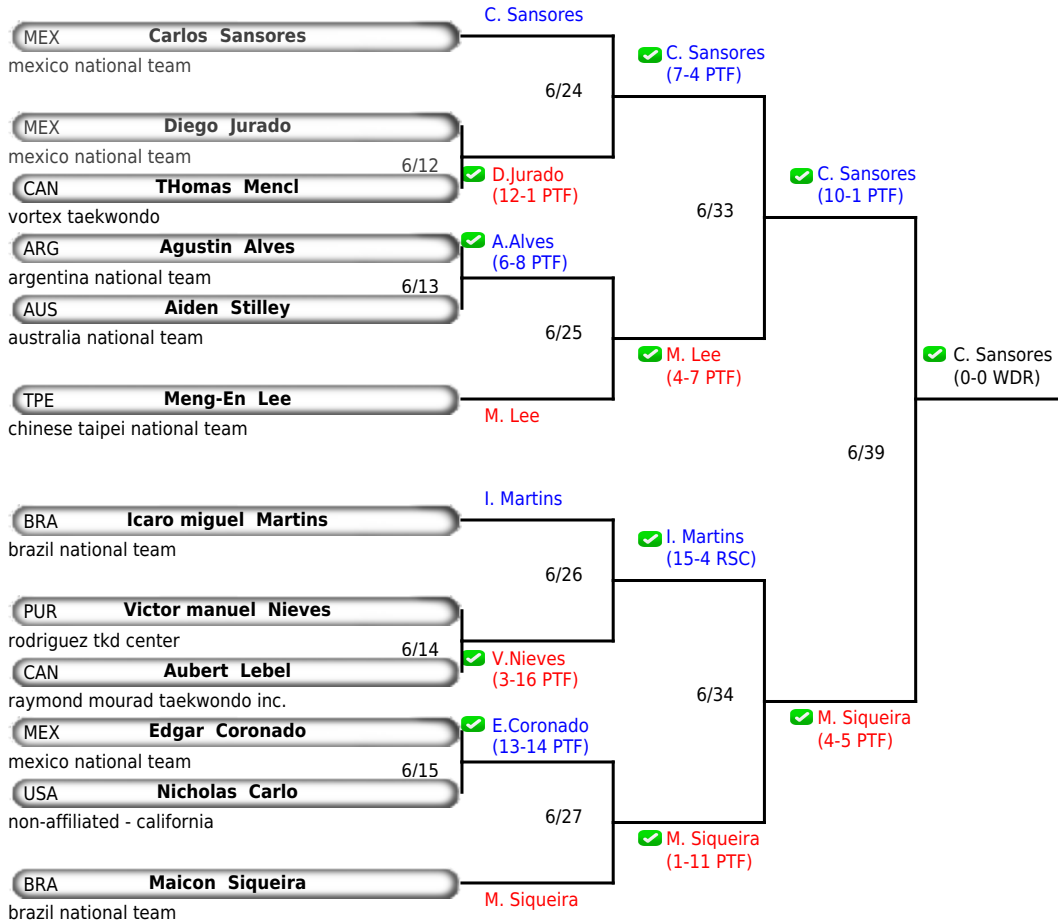 C. Sansores
MEX Carlos Sansores
mexico national team
C. Sansores
(7-4 PTF)
6/24
MEX Diego Jurado
mexico national team
6/12
D.Jurado
(12-1 PTF)
CAN THomas Mencl
vortex taekwondo
C. Sansores
(10-1 PTF)
6/33
ARG Agustin Alves
argentina national team
A.Alves
(6-8 PTF)
6/13
AUS Aiden Stilley
australia national team
6/25
M. Lee
(4-7 PTF)
TPE Meng-En Lee
chinese taipei national team
M. Lee
C. Sansores
(0-0 WDR)
6/39
I. Martins
BRA Icaro miguel Martins
brazil national team
I. Martins
(15-4 RSC)
6/26
PUR Victor manuel Nieves
rodriguez tkd center
6/14
V.Nieves
(3-16 PTF)
CAN Aubert Lebel
raymond mourad taekwondo inc.
6/34
M. Siqueira
(4-5 PTF)
MEX Edgar Coronado
mexico national team
E.Coronado
(13-14 PTF)
6/15
USA Nicholas Carlo
non-affiliated - california
6/27
M. Siqueira
(1-11 PTF)
BRA Maicon Siqueira
brazil national team
M. Siqueira